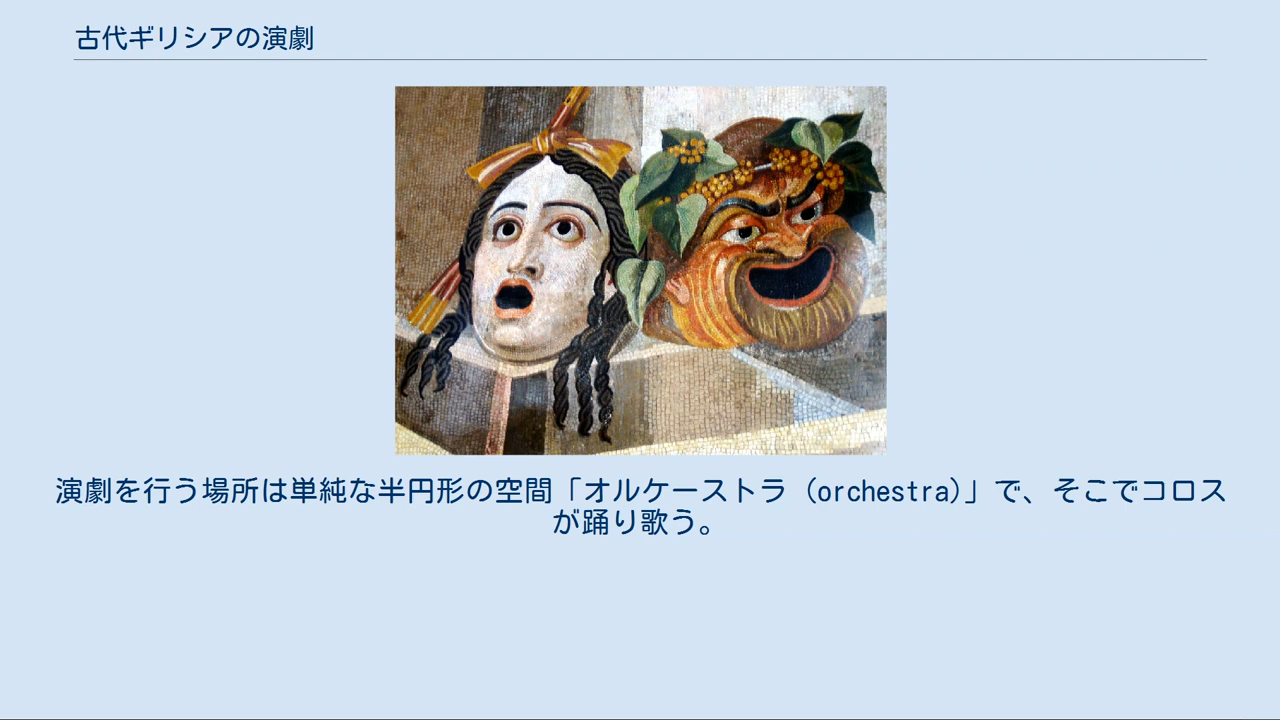 古代ギリシアの演劇
演劇を行う場所は単純な半円形の空間「オルケーストラ (orchestra)」で、そこでコロス
が踊り歌う。